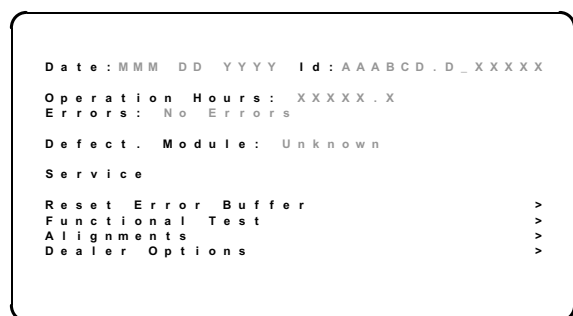 Date:MMM DD YYYY Id:AAABCD.D_XXXXX
Operation Hours: XXXXX.X
Errors: No Errors
Defect. Module: Unknown
Service
Reset Error Buffer >
Functional Test >
Alignments >
Dealer Options >